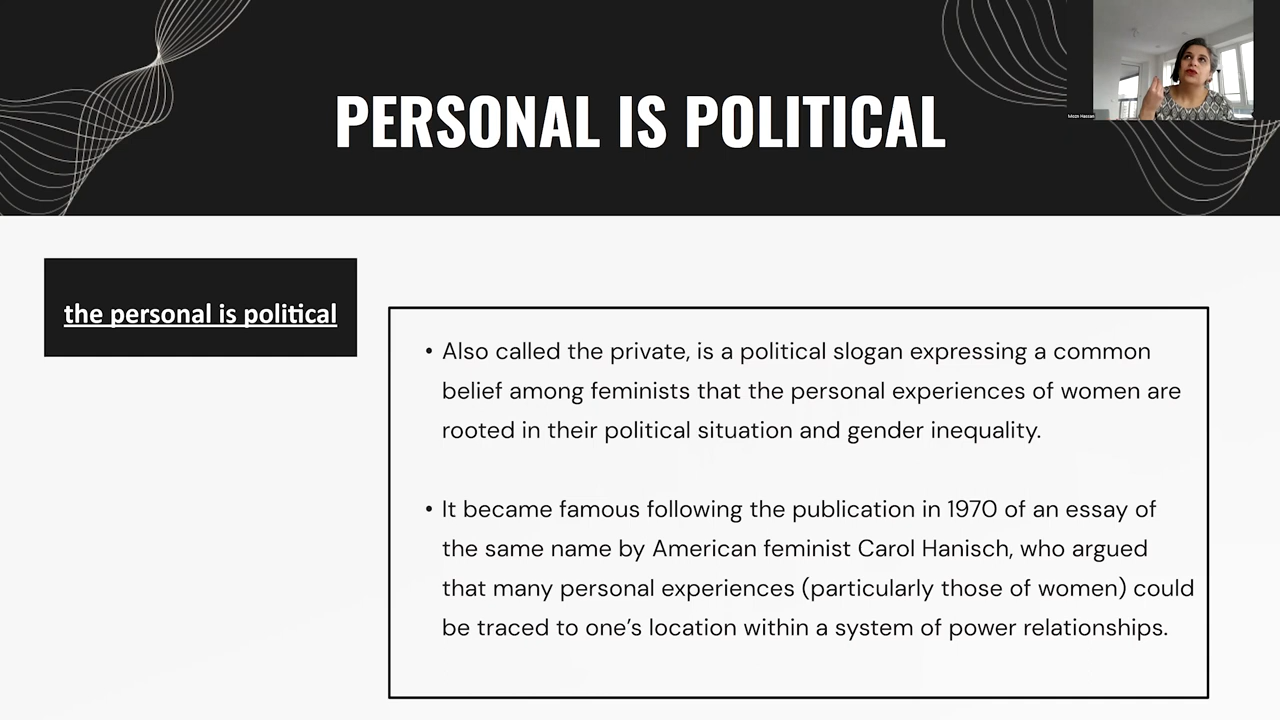 PERSONAL IS POLITICAL
the personal is political
• Also called the private, is a political slogan expressing a common
belief among feminists that the personal experiences of women are
rooted in their political situation and gender inequality.
• It became famous following the publication in 1970 of an essay of
the same name by American feminist Carol Hanisch, who argued
that many personal experiences (particularly those of women) could
be traced to one's location within a system of power relationships.